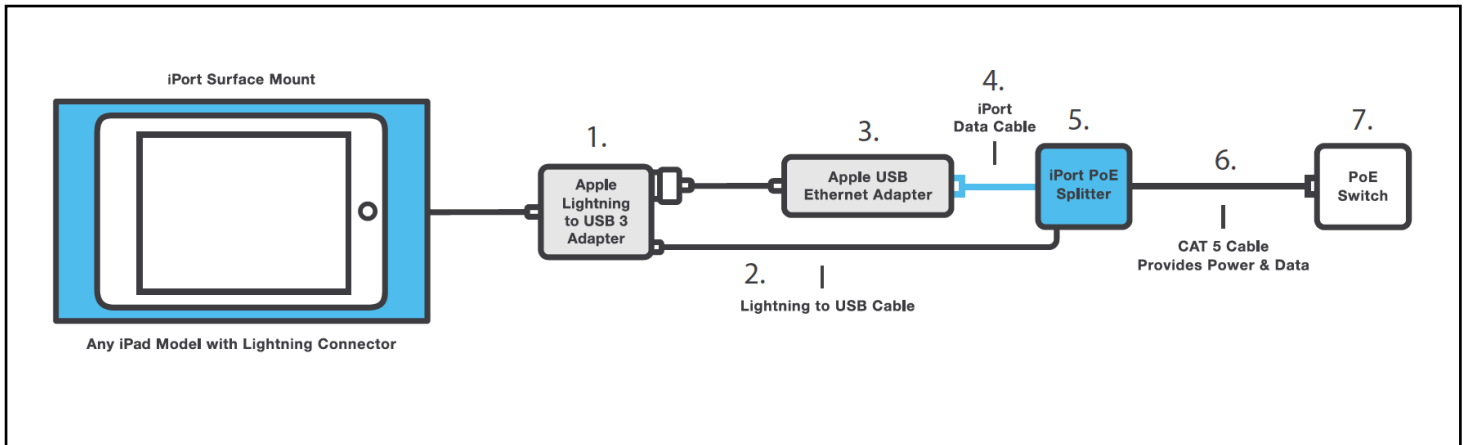 iPort Surface Mount
Any iPad Model with Lightning Connector
1.
Apple
Lightning
to USB 3
Adapter
2.
Lightning to USB Cable
3.
Apple USB
Ethernet Adapter
4.
iPort
Data Cable
5.
iPort PoE
Splitter
6.
CAT 5 Cable
Provides Power & Data
7.
PoE
Switch